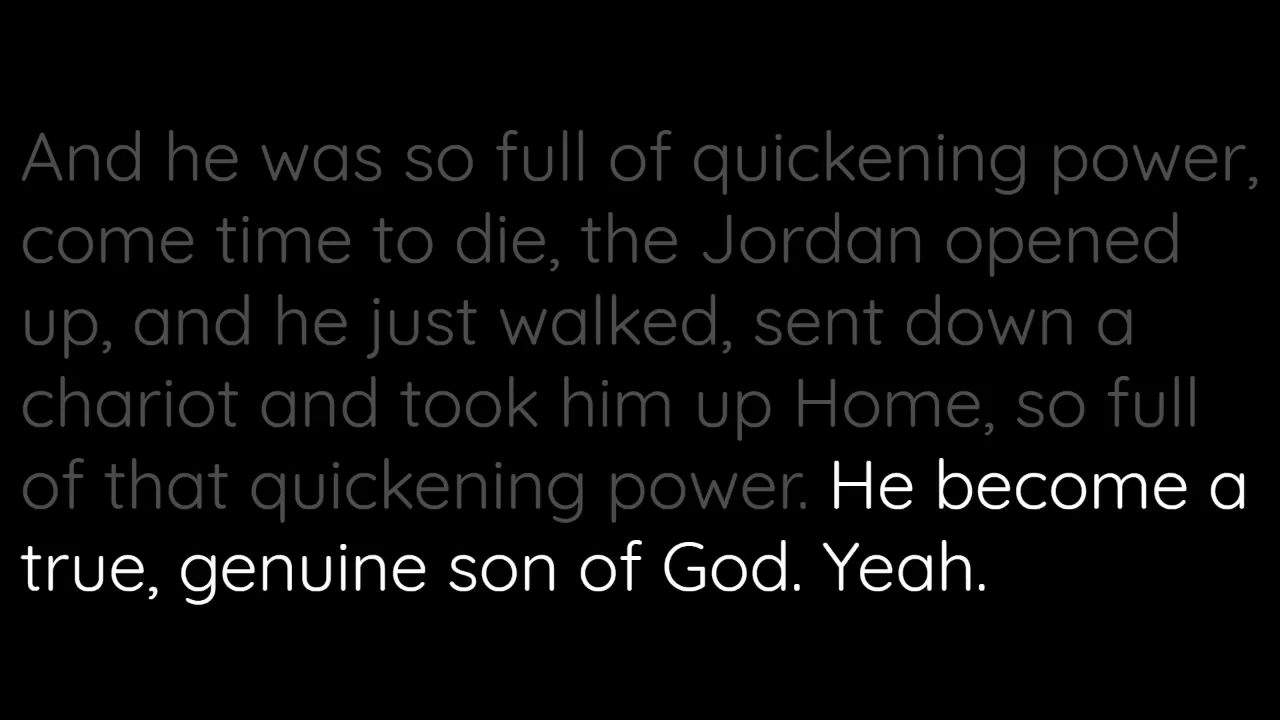 And he was so full of quickening power,
come time to die, the Jordan opened
up, and he just walked, sent down a
chariot and took him up Home, so full
of that quickening power. He become a
true, genuine son of God. Yeah.